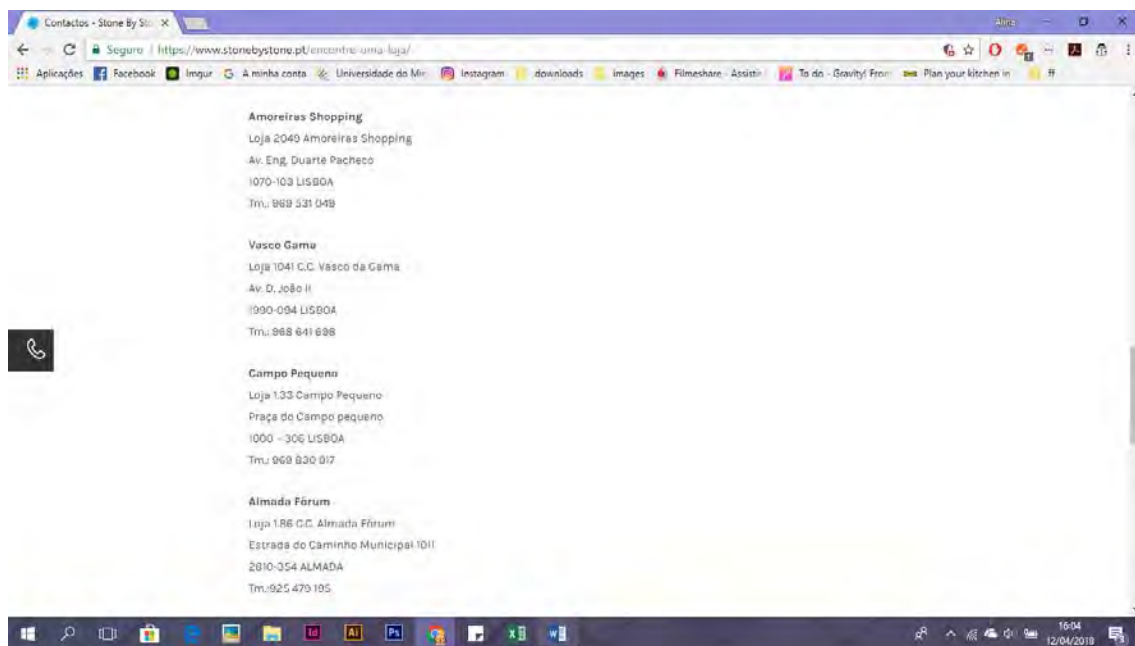 Contactos - Stone By Sto
Seguro | https://www.stonebystone.pt/encontre-uma-loja/
Aplicações Facebook Imgur A minha conta Universidade do Min Instagram downloads images Filmeshare - Assistir To do - Gravity! From Plan your kitchen in ff
Amoreiras Shopping
Loja 2049 Amoreiras Shopping
Av. Eng. Duarte Pacheco
1070-103 LISBOA
Tm.: 969 531 049
Vasco Gama
Loja 1041 C.C. Vasco da Gama
Av. D. João II
1990-094 LISBOA
Tm.: 968 641 698
Campo Pequeno
Loja 1.33 Campo Pequeno
Praça do Campo pequeno
1000 – 306 LISBOA
Tm.: 969 830 017
Almada Fórum
Loja 1.86 C.C. Almada Fórum
Estrada do Caminho Municipal 1011
2810-354 ALMADA
Tm.:925 479 195
Id Ai Ps
16:04
12/04/2018